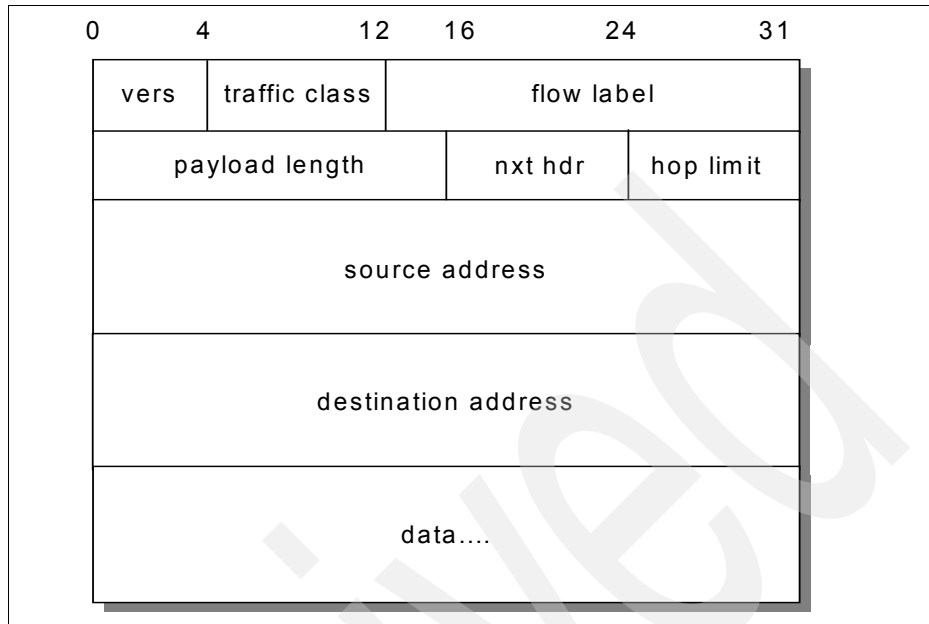 0 4 12 16 24 31
vers traffic class flow label
payload length nxt hdr hop limit
source address
destination address
data....